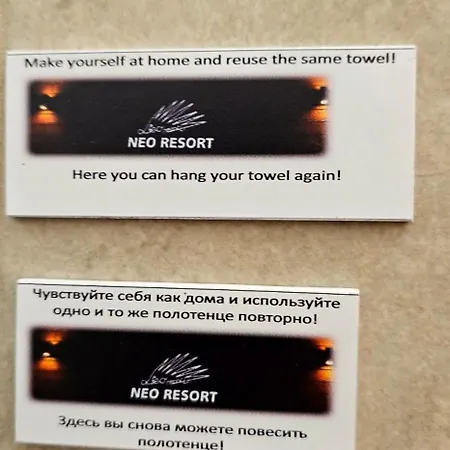 Make yourself at home and reuse the same towel!
NEO RESORT
Here you can hang your towel again!
Чувствуйте себя как дома и используйте
одно и то же полотенце повторно!
NEO RESORT
Здесь вы снова можете повесить
полотенце!